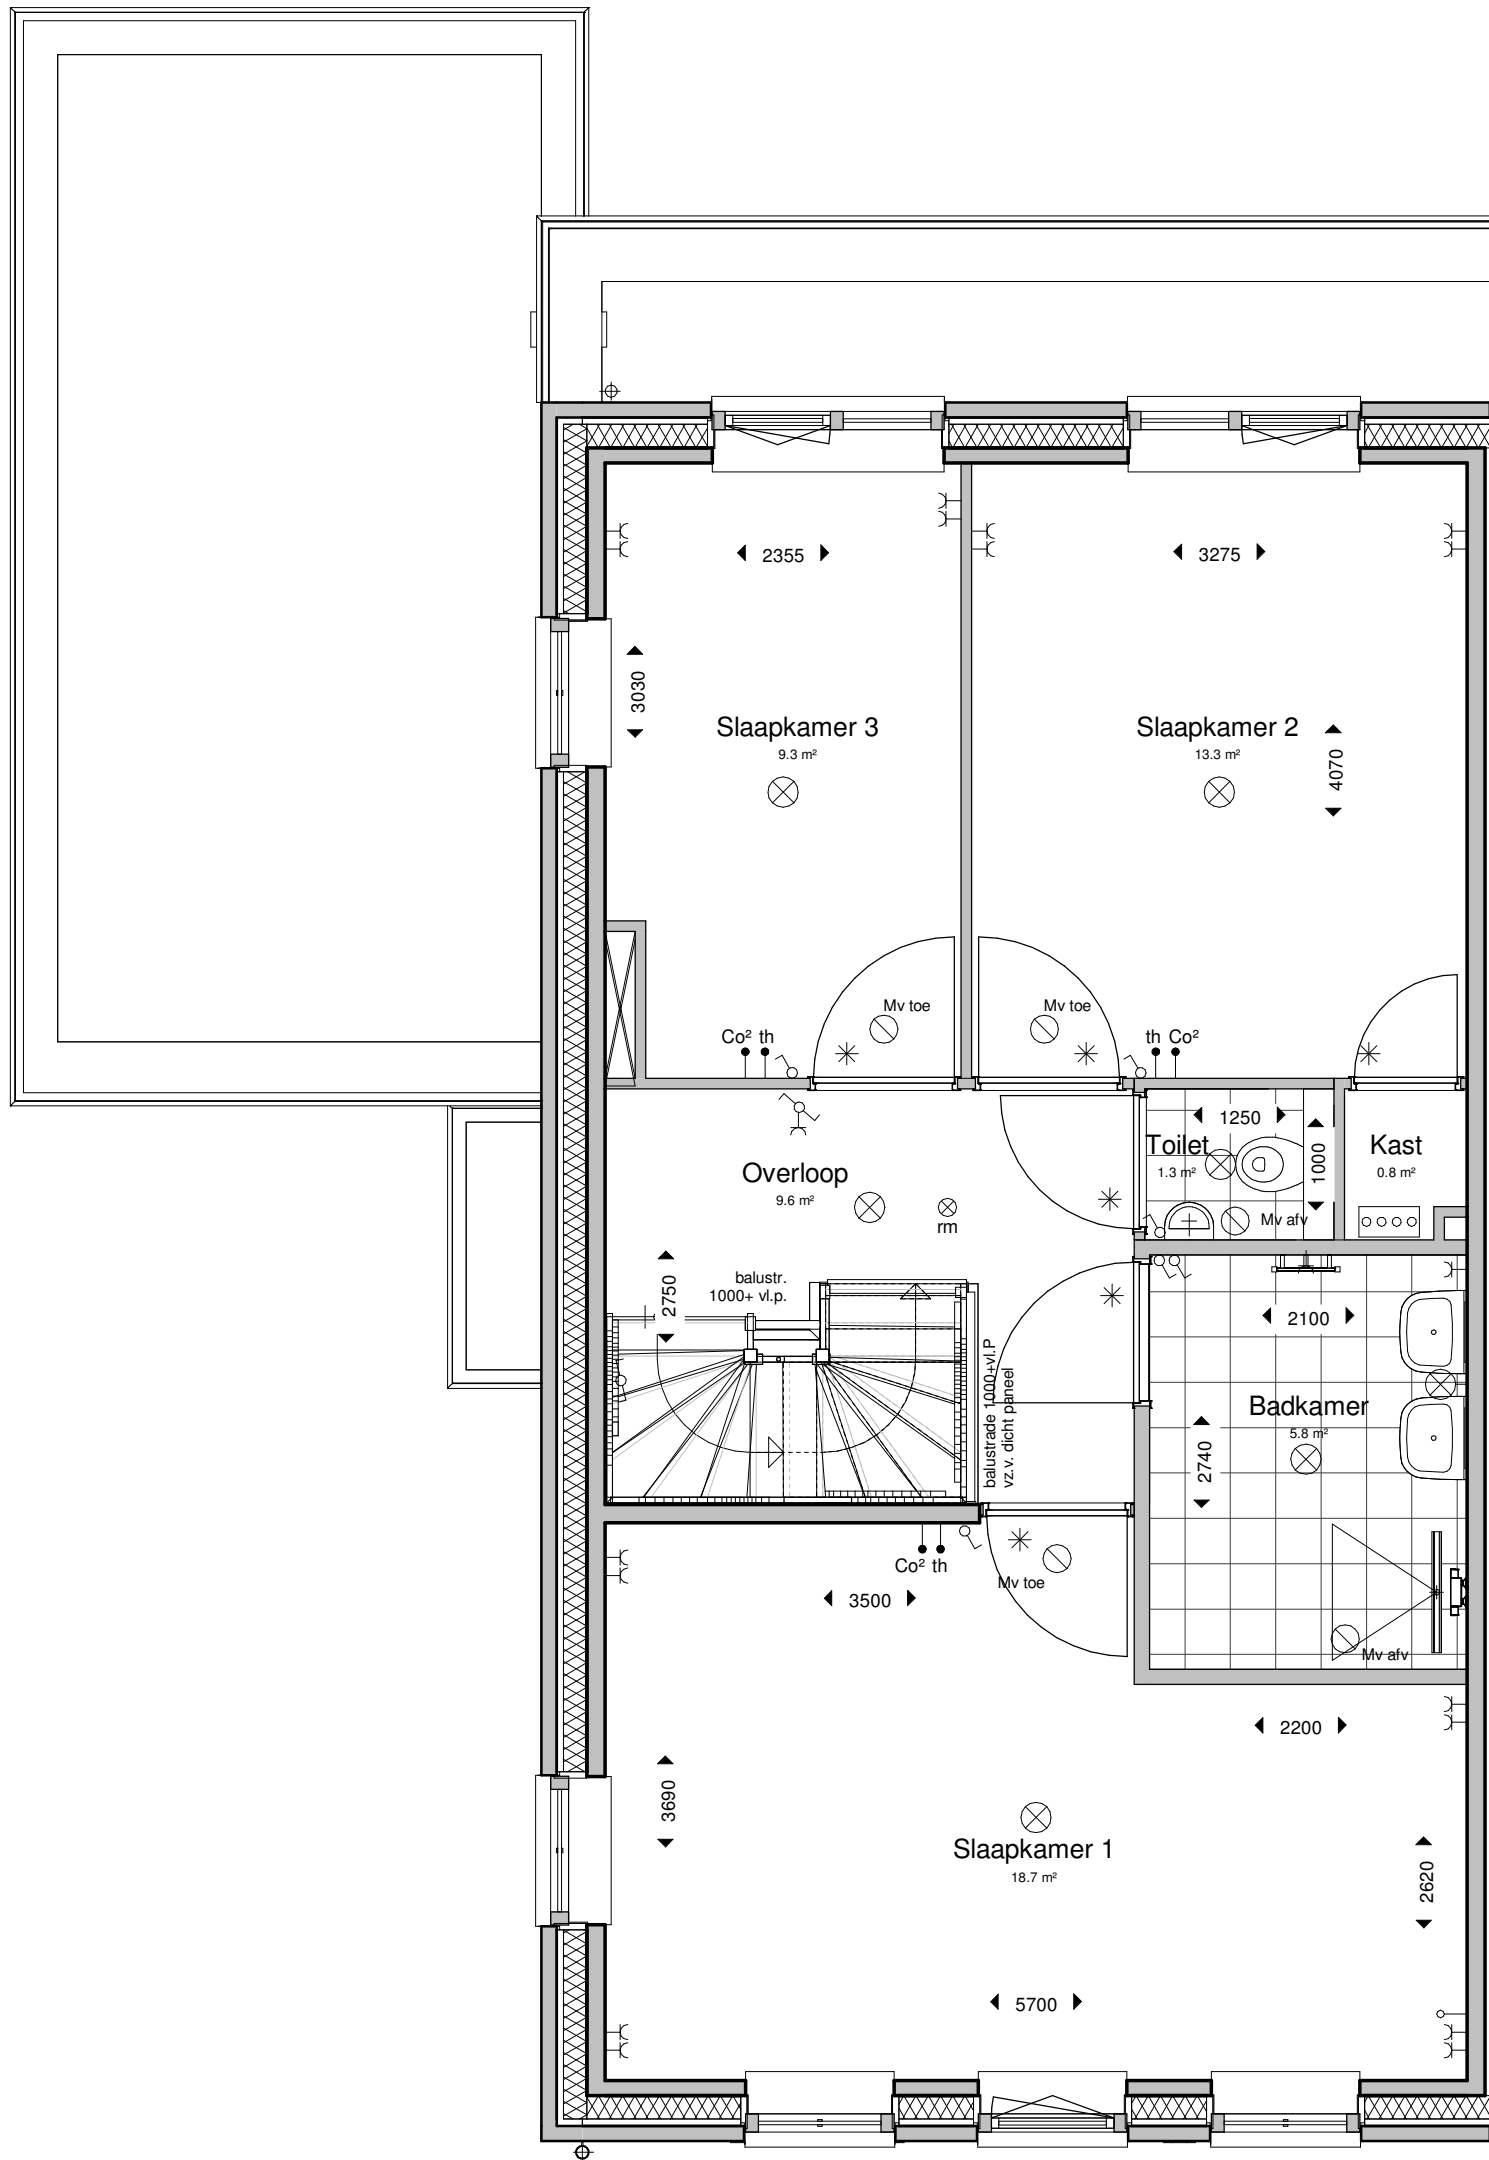 2355
3275
3030
Slaapkamer 3
9.3 m²
Slaapkamer 2
13.3 m²
4070
Mv toe
Mv toe
Co² th
th Co²
1250
Toilet
1.3 m²
1000
Kast
0.8 m²
Overloop
9.6 m²
rm
Mv afv
2750
balustr.
1000+ vl.p.
2100
balustrade 1000+vl.P
vz.v. dicht paneel
Badkamer
5.8 m²
2740
Co² th
Mv toe
3500
Mv afv
2200
3690
Slaapkamer 1
18.7 m²
2620
5700